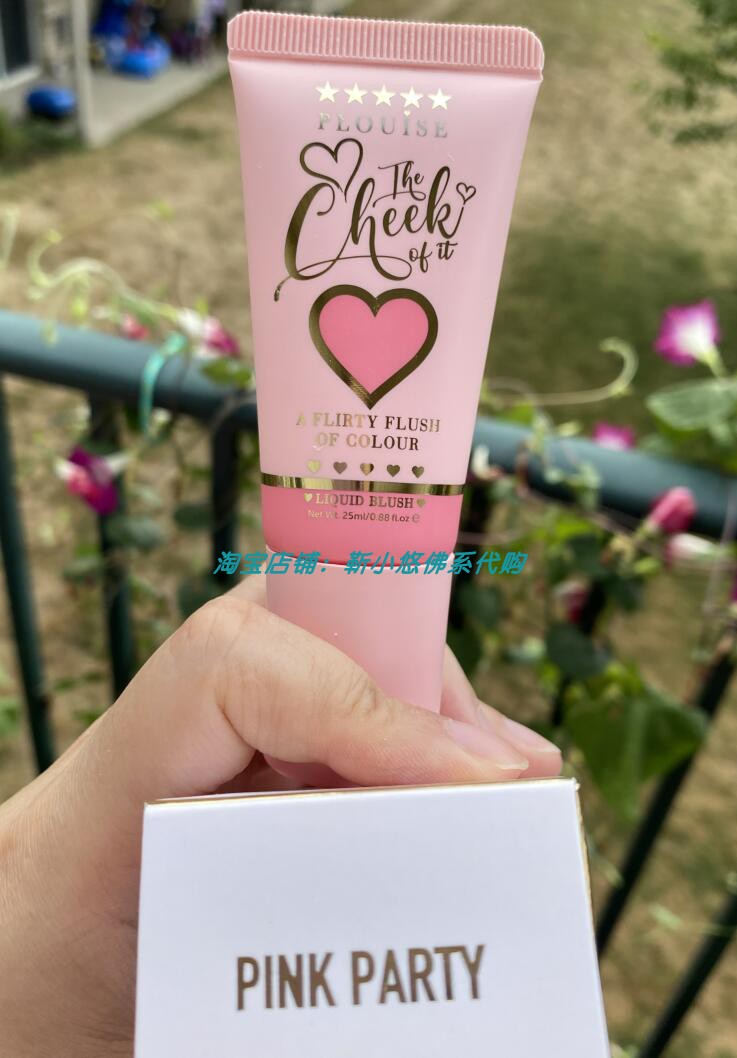 PLOUiSE
The
Cheek
of it
A FLIRTY FLUSH
OF COLOUR
LIQUID BLUSH
Net Wt. 25ml/0.88 fl.oz ℮
淘宝店铺：靳小悠佛系代购
PINK PARTY